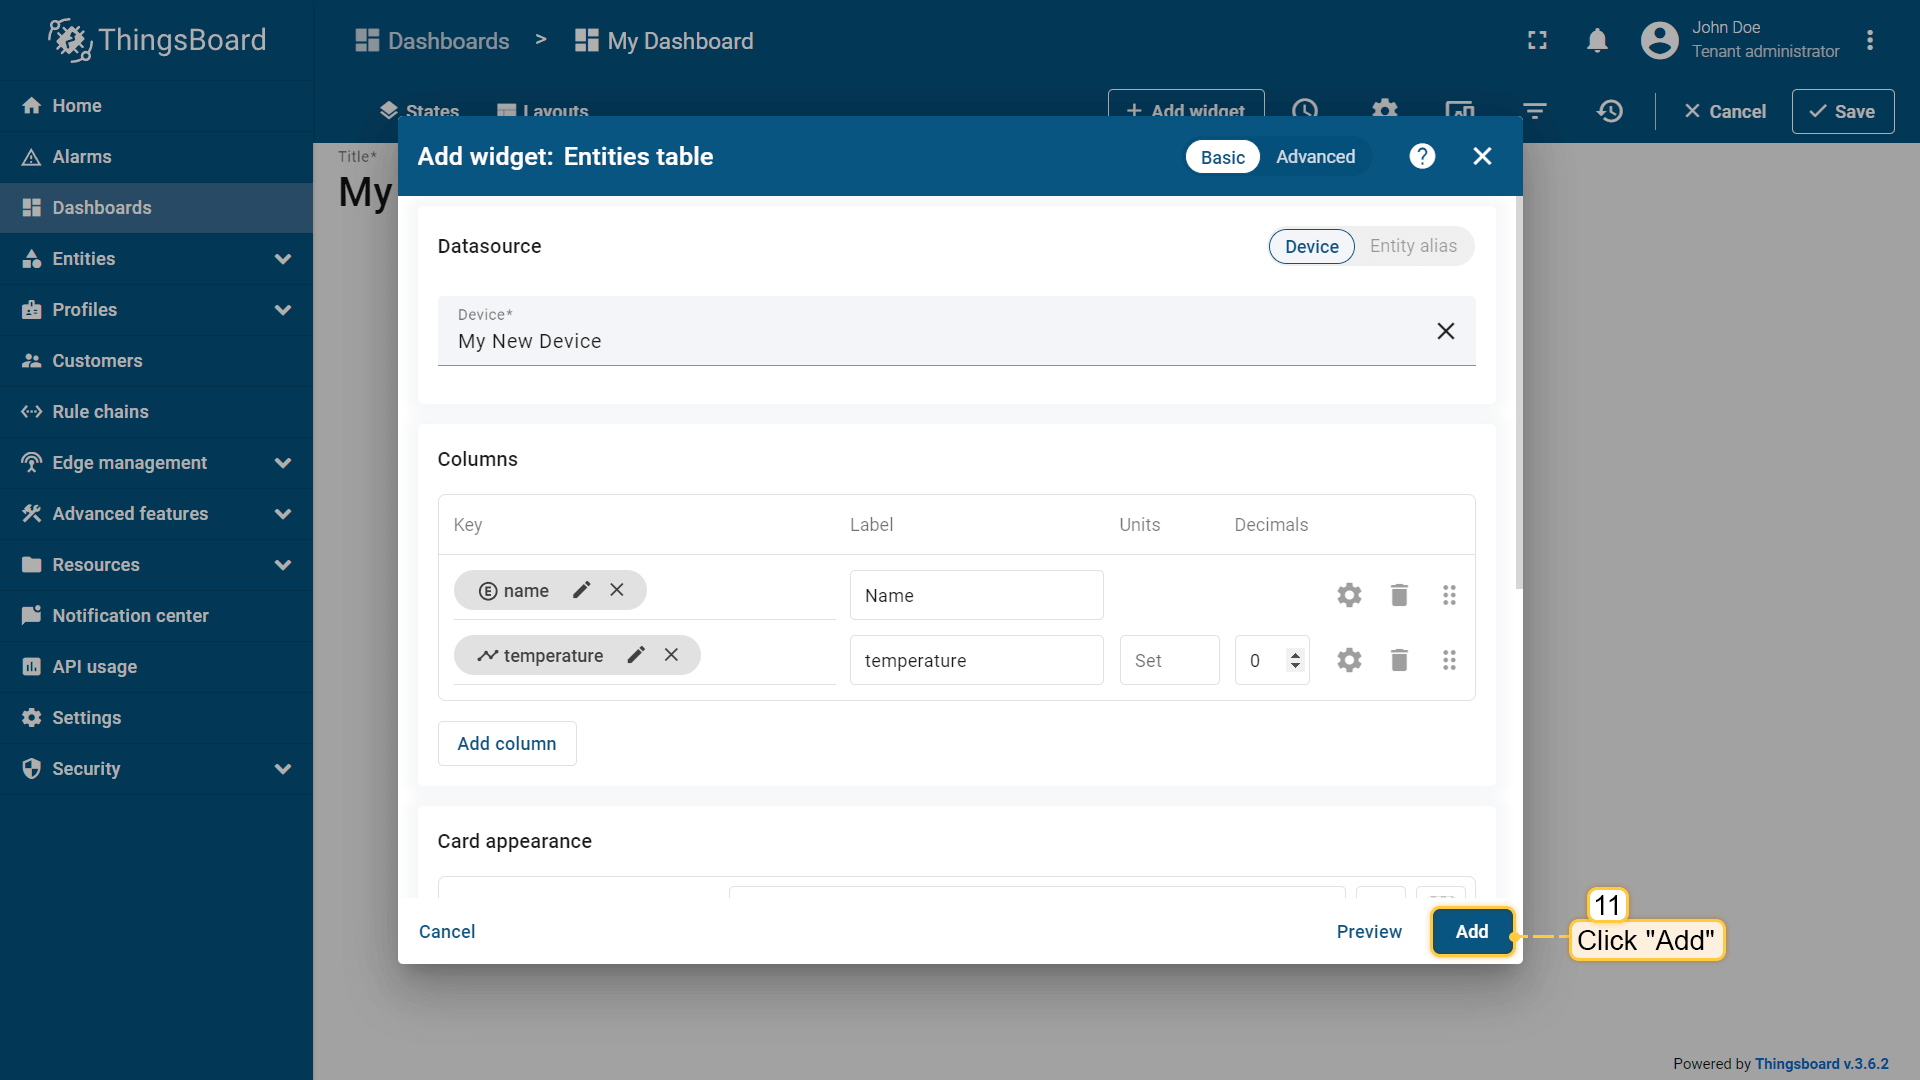 ThingsBoard
Dashboards > My Dashboard
John Doe
Tenant administrator
Home
Alarms
Dashboards
Entities
Profiles
Customers
Rule chains
Edge management
Advanced features
Resources
Notification center
API usage
Settings
Security
States Layouts + Add widget Cancel Save
Title*
My
Add widget: Entities table Basic Advanced ?
Datasource Device Entity alias
Device*
My New Device
Columns
Key Label Units Decimals
E name Name
temperature temperature Set 0
Add column
Card appearance
Cancel Preview Add
11
Click "Add"
Powered by Thingsboard v.3.6.2